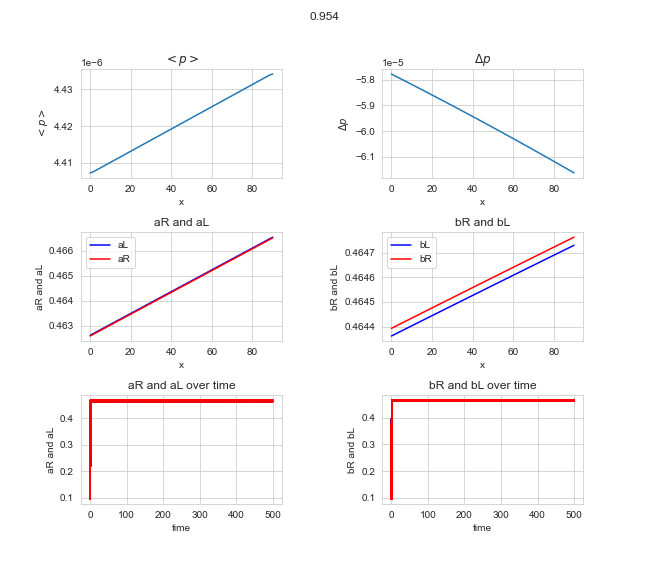 0.954
<p>
1e−6
<p>
4.43
4.42
4.41
0 20 40 60 80
x
Δp
1e−5
Δp
−5.8
−5.9
−6.0
−6.1
0 20 40 60 80
x
aR and aL
aL
aR
aR and aL
0.466
0.465
0.464
0.463
0 20 40 60 80
x
bR and bL
bL
bR
bR and bL
0.4647
0.4646
0.4645
0.4644
0 20 40 60 80
x
aR and aL over time
aR and aL
0.4
0.3
0.2
0.1
0 100 200 300 400 500
time
bR and bL over time
bR and bL
0.4
0.3
0.2
0.1
0 100 200 300 400 500
time